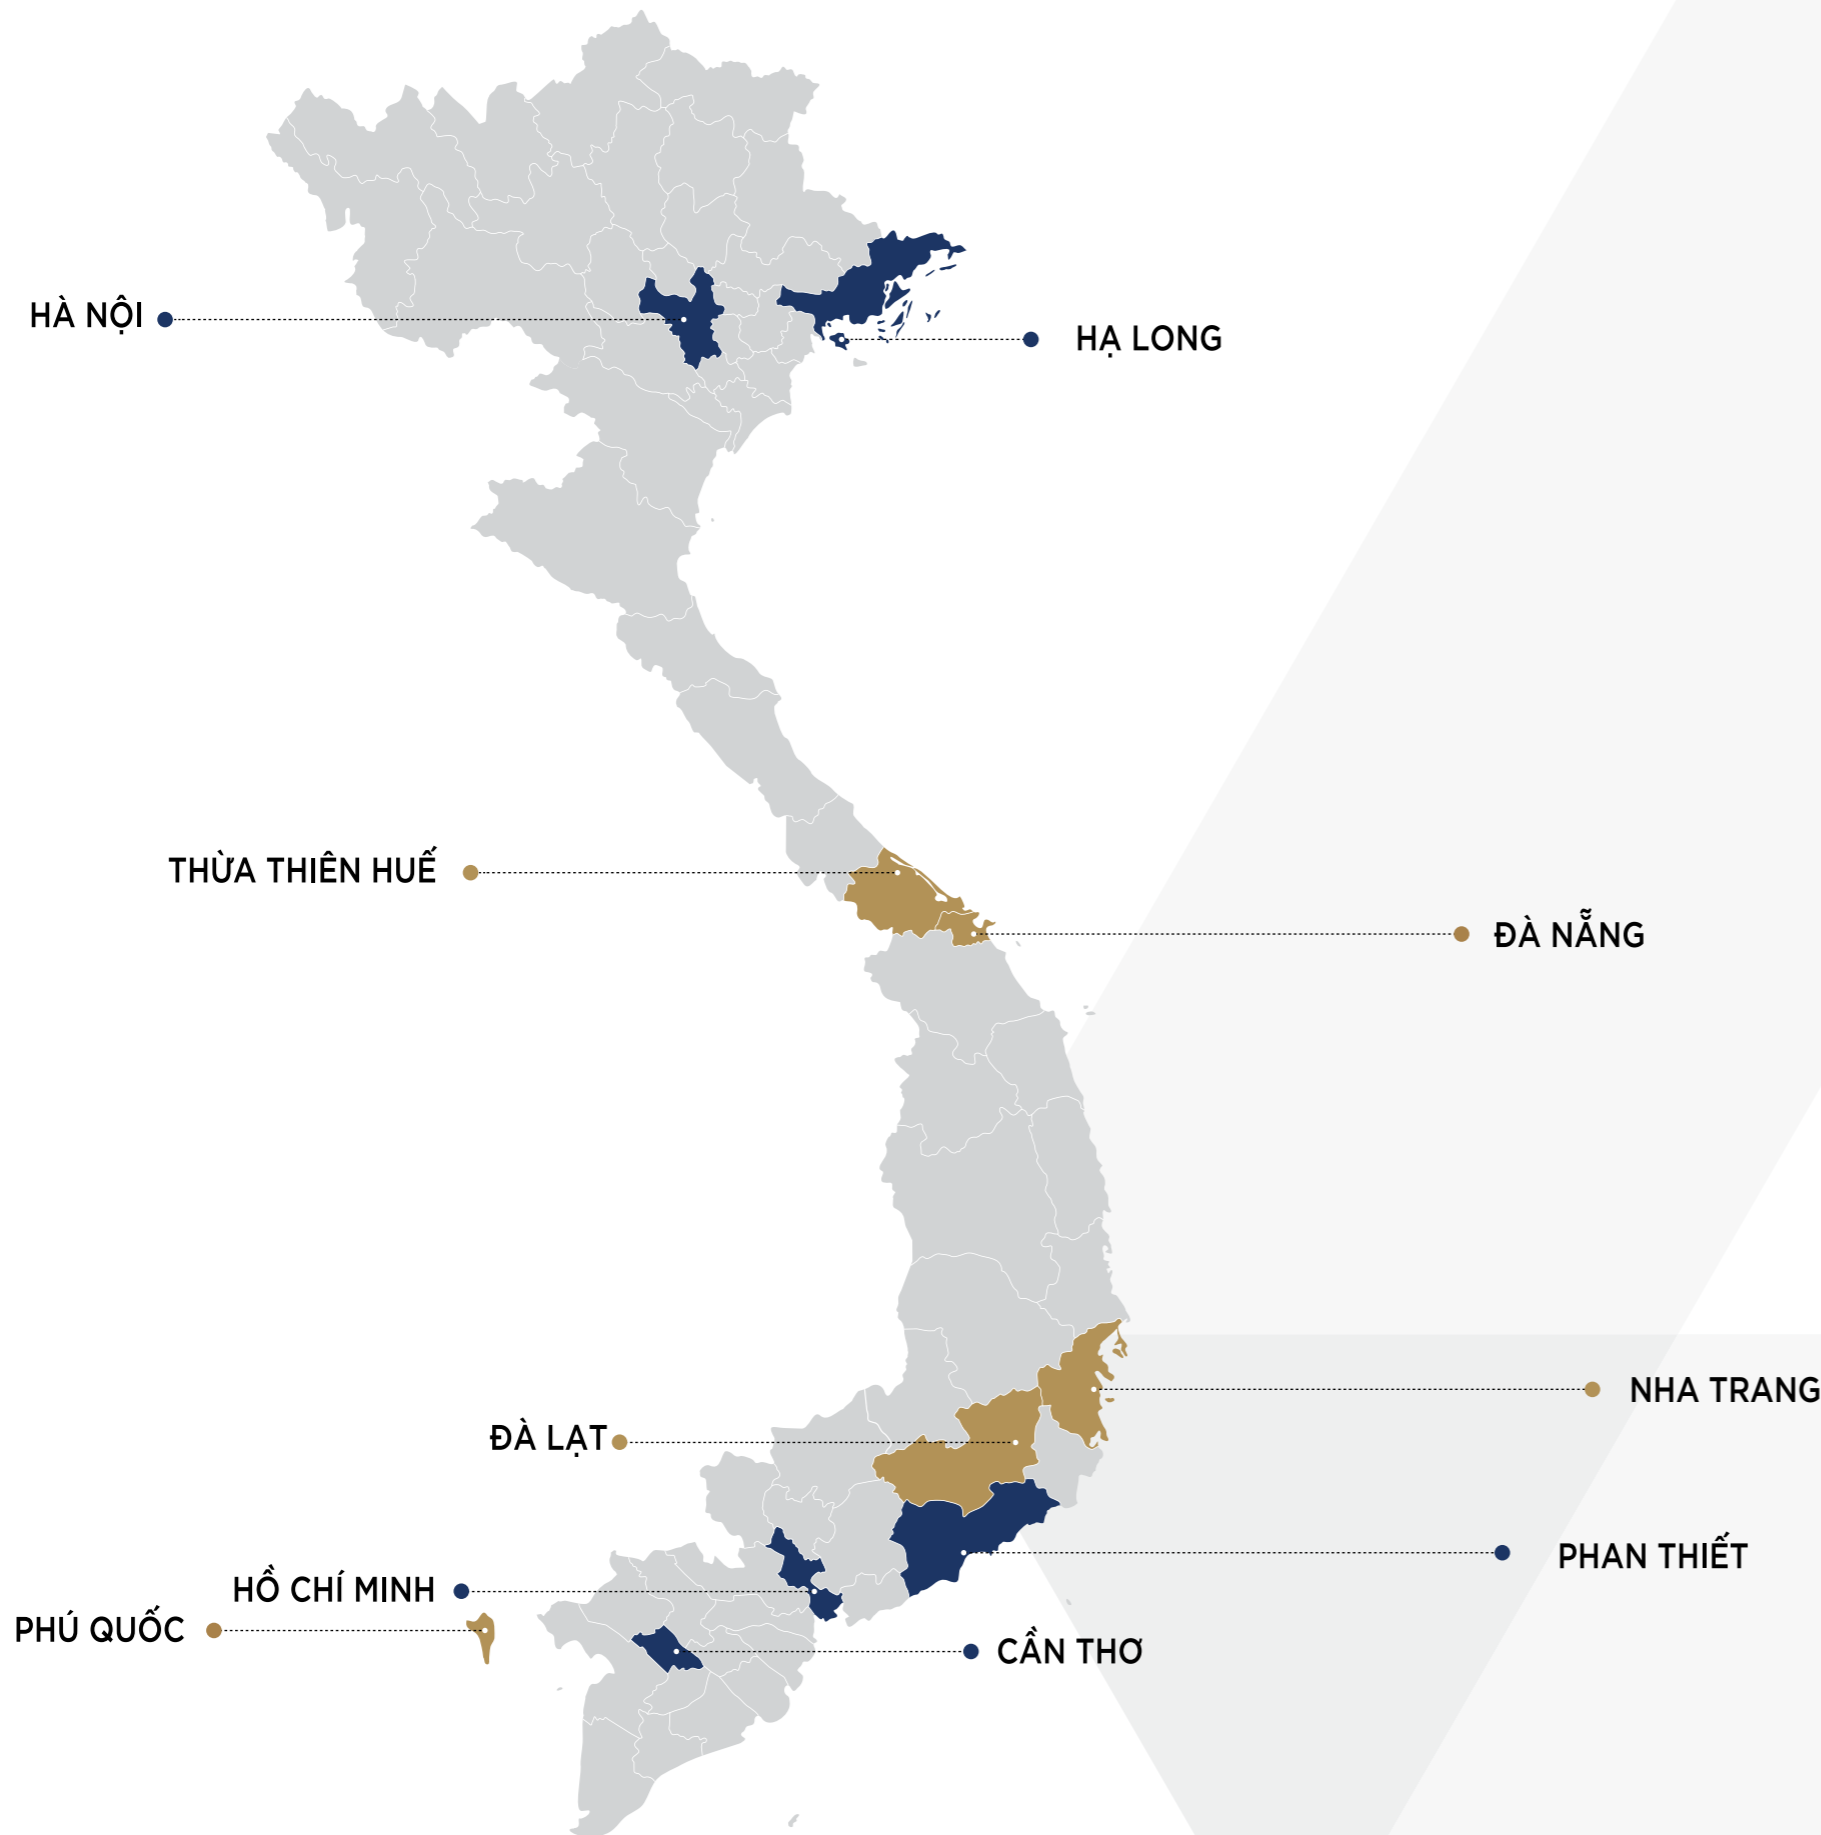 HÀ NỘI
HẠ LONG
THỪA THIÊN HUẾ
ĐÀ NẴNG
NHA TRANG
ĐÀ LẠT
PHAN THIẾT
HỒ CHÍ MINH
PHÚ QUỐC
CẦN THƠ